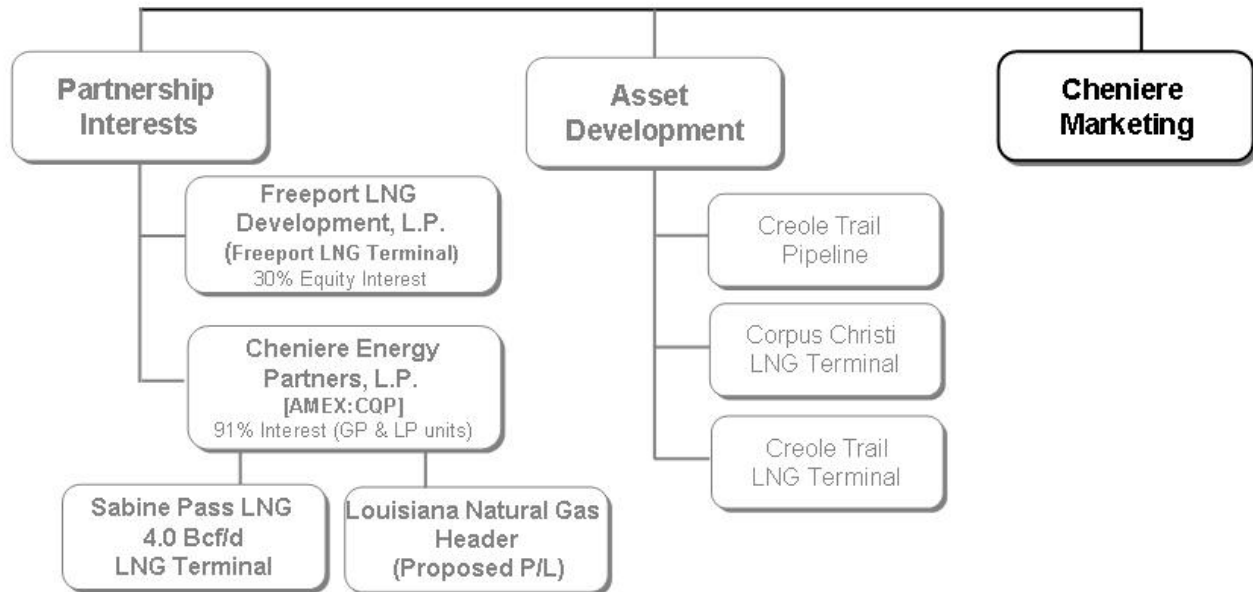 Partnership
Interests
Asset
Development
Cheniere
Marketing
Freeport LNG
Development, L.P.
(Freeport LNG Terminal)
30% Equity Interest
Cheniere Energy
Partners, L.P.
[AMEX:CQP]
91% Interest (GP & LP units)
Sabine Pass LNG
4.0 Bcf/d
LNG Terminal
Louisiana Natural Gas
Header
(Proposed P/L)
Creole Trail
Pipeline
Corpus Christi
LNG Terminal
Creole Trail
LNG Terminal